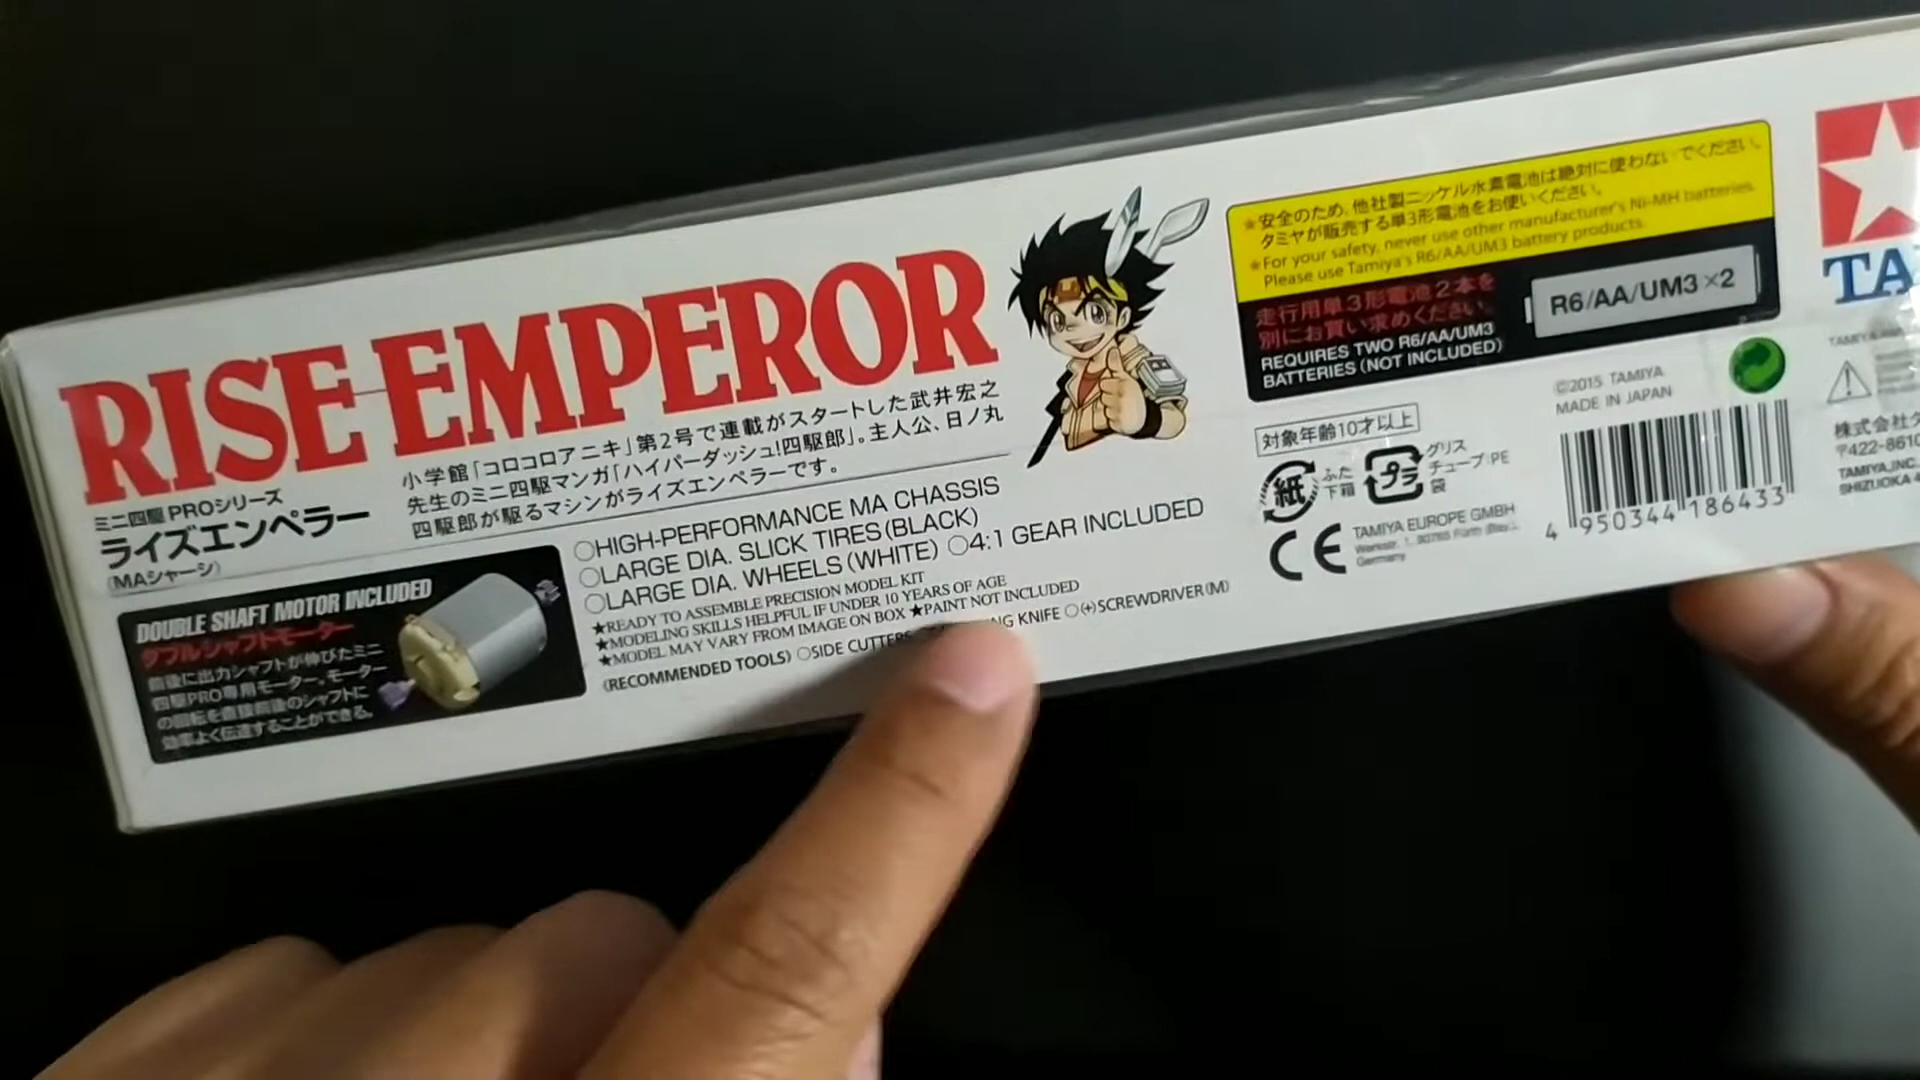 RISE EMPEROR
ミニ四駆 PROシリーズ
ライズエンペラー
(MAシャーシ)
小学館「コロコロアニキ」第2号で連載がスタートした武井宏之
先生のミニ四駆マンガ「ハイパーダッシュ!四駆郎」。主人公、日ノ丸
四駆郎が駆るマシンがライズエンペラーです。
DOUBLE SHAFT MOTOR INCLUDED
ダブルシャフトモーター
前後に出力シャフトが伸びたミニ
四駆PRO専用モーター。モーター
の回転を直接前後のシャフトに
効率よく伝達することができる。
○HIGH-PERFORMANCE MA CHASSIS
○LARGE DIA. SLICK TIRES (BLACK)
○LARGE DIA. WHEELS (WHITE) ○4:1 GEAR INCLUDED
★READY TO ASSEMBLE PRECISION MODEL KIT
★MODELING SKILLS HELPFUL IF UNDER 10 YEARS OF AGE
★MODEL MAY VARY FROM IMAGE ON BOX ★PAINT NOT INCLUDED
(RECOMMENDED TOOLS) ○SIDE CUTTERS KNIFE ○(+)SCREWDRIVER (M)
★安全のため、他社製ニッケル水素電池は絶対に使わないでください。
タミヤが販売する単3形電池をお使いください。
★For your safety, never use other manufacturer's Ni-MH batteries.
Please use Tamiya's R6/AA/UM3 battery products.
走行用単3形電池2本を
別にお買い求めください。
REQUIRES TWO R6/AA/UM3
BATTERIES (NOT INCLUDED)
R6/AA/UM3 ×2
対象年齢10才以上
紙
ふた
下箱
プラ
グリス
チューブ:PE
袋
CE
TAMIYA EUROPE GMBH
Germany
©2015 TAMIYA
MADE IN JAPAN
4 950344 186433
TA
株式会社タ
〒422-8610
TAMIYA, INC.
SHIZUOKA 4